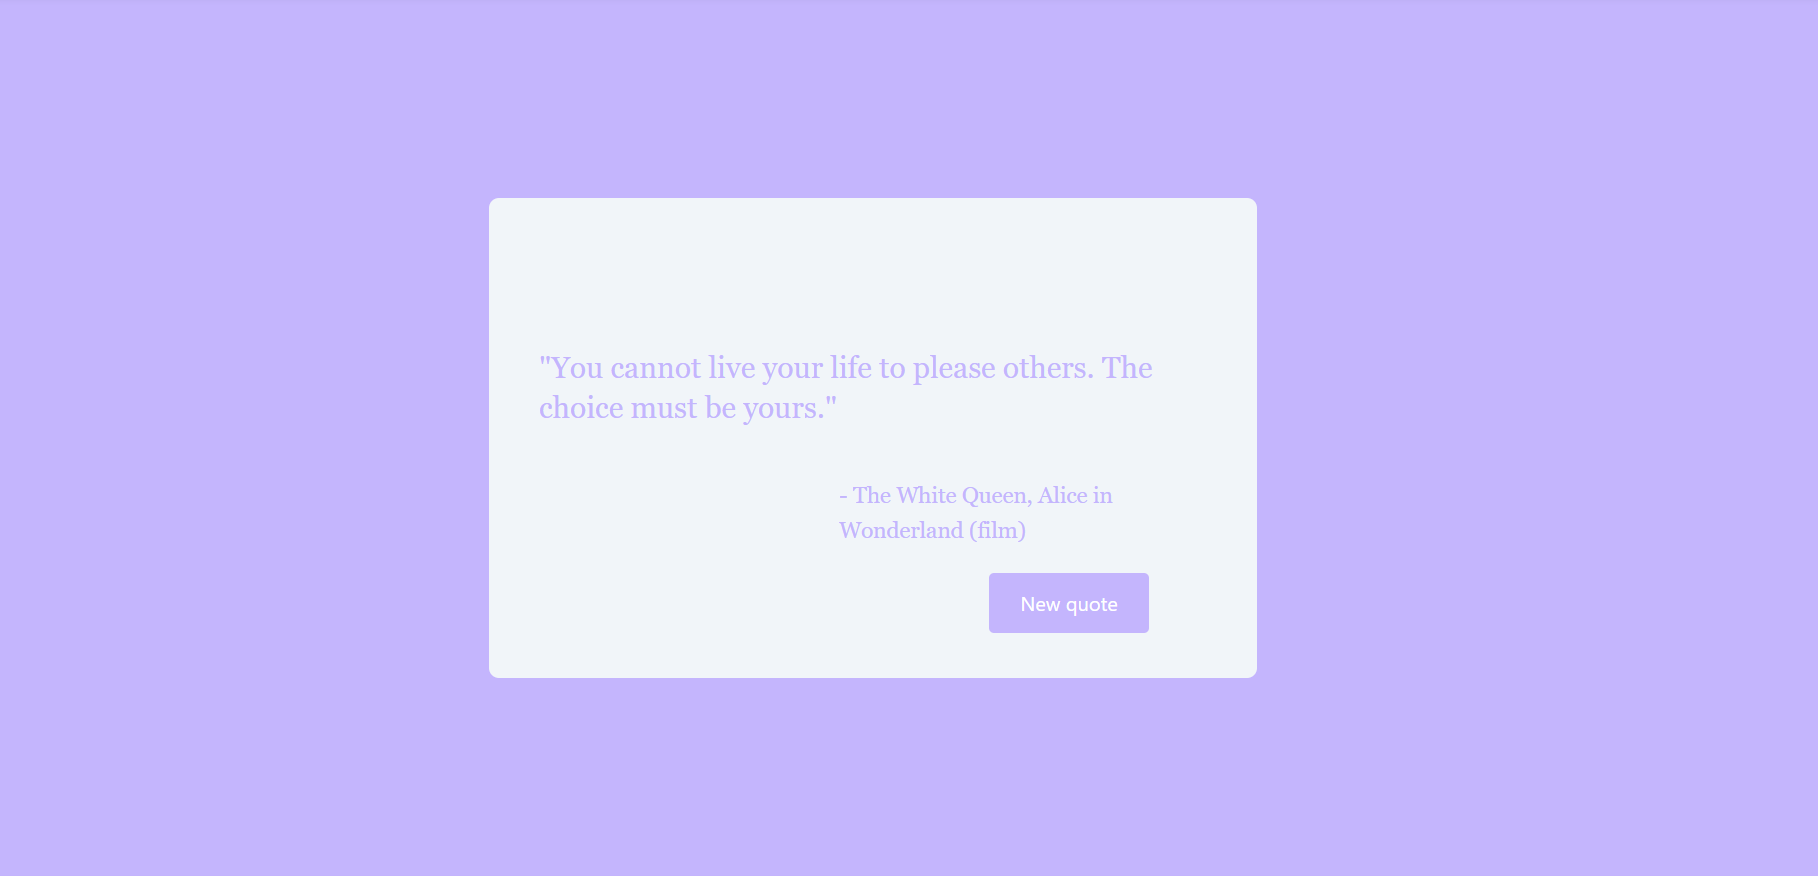 "You cannot live your life to please others. The
choice must be yours."
- The White Queen, Alice in
Wonderland (film)
New quote